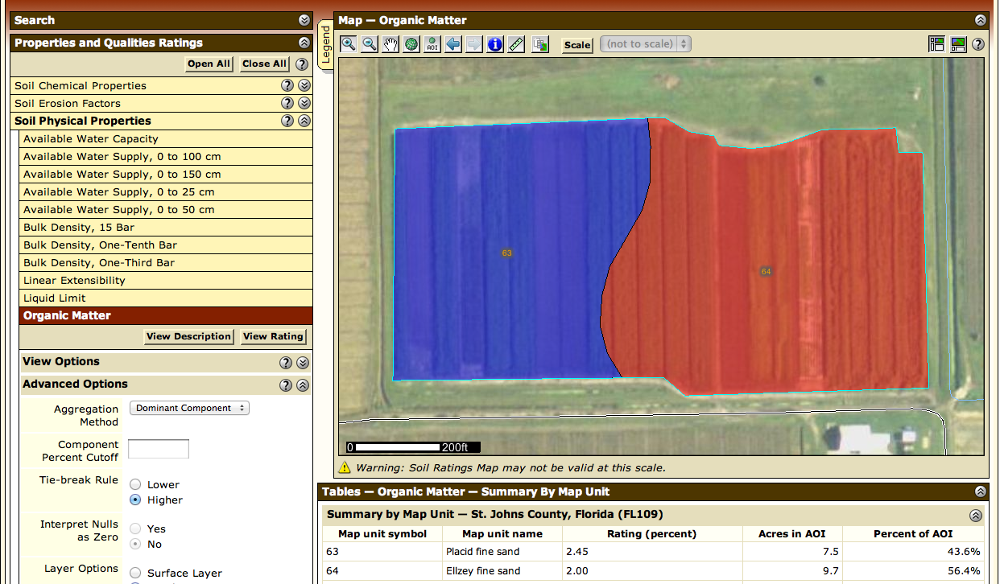 Search
Properties and Qualities Ratings
Open All Close All ?
Soil Chemical Properties ?
Soil Erosion Factors ?
Soil Physical Properties ?
Available Water Capacity
Available Water Supply, 0 to 100 cm
Available Water Supply, 0 to 150 cm
Available Water Supply, 0 to 25 cm
Available Water Supply, 0 to 50 cm
Bulk Density, 15 Bar
Bulk Density, One-Tenth Bar
Bulk Density, One-Third Bar
Linear Extensibility
Liquid Limit
Organic Matter
View Description View Rating
View Options ?
Advanced Options ?
Aggregation Method Dominant Component
Component Percent Cutoff
Tie-break Rule
Lower
Higher
Interpret Nulls as Zero
Yes
No
Layer Options
Surface Layer
Legend
Map — Organic Matter
AOI i Scale (not to scale) ?
63
64
0 200ft
Warning: Soil Ratings Map may not be valid at this scale.
Tables — Organic Matter — Summary By Map Unit
Summary by Map Unit — St. Johns County, Florida (FL109)
Map unit symbol Map unit name Rating (percent) Acres in AOI Percent of AOI
63 Placid fine sand 2.45 7.5 43.6%
64 Ellzey fine sand 2.00 9.7 56.4%